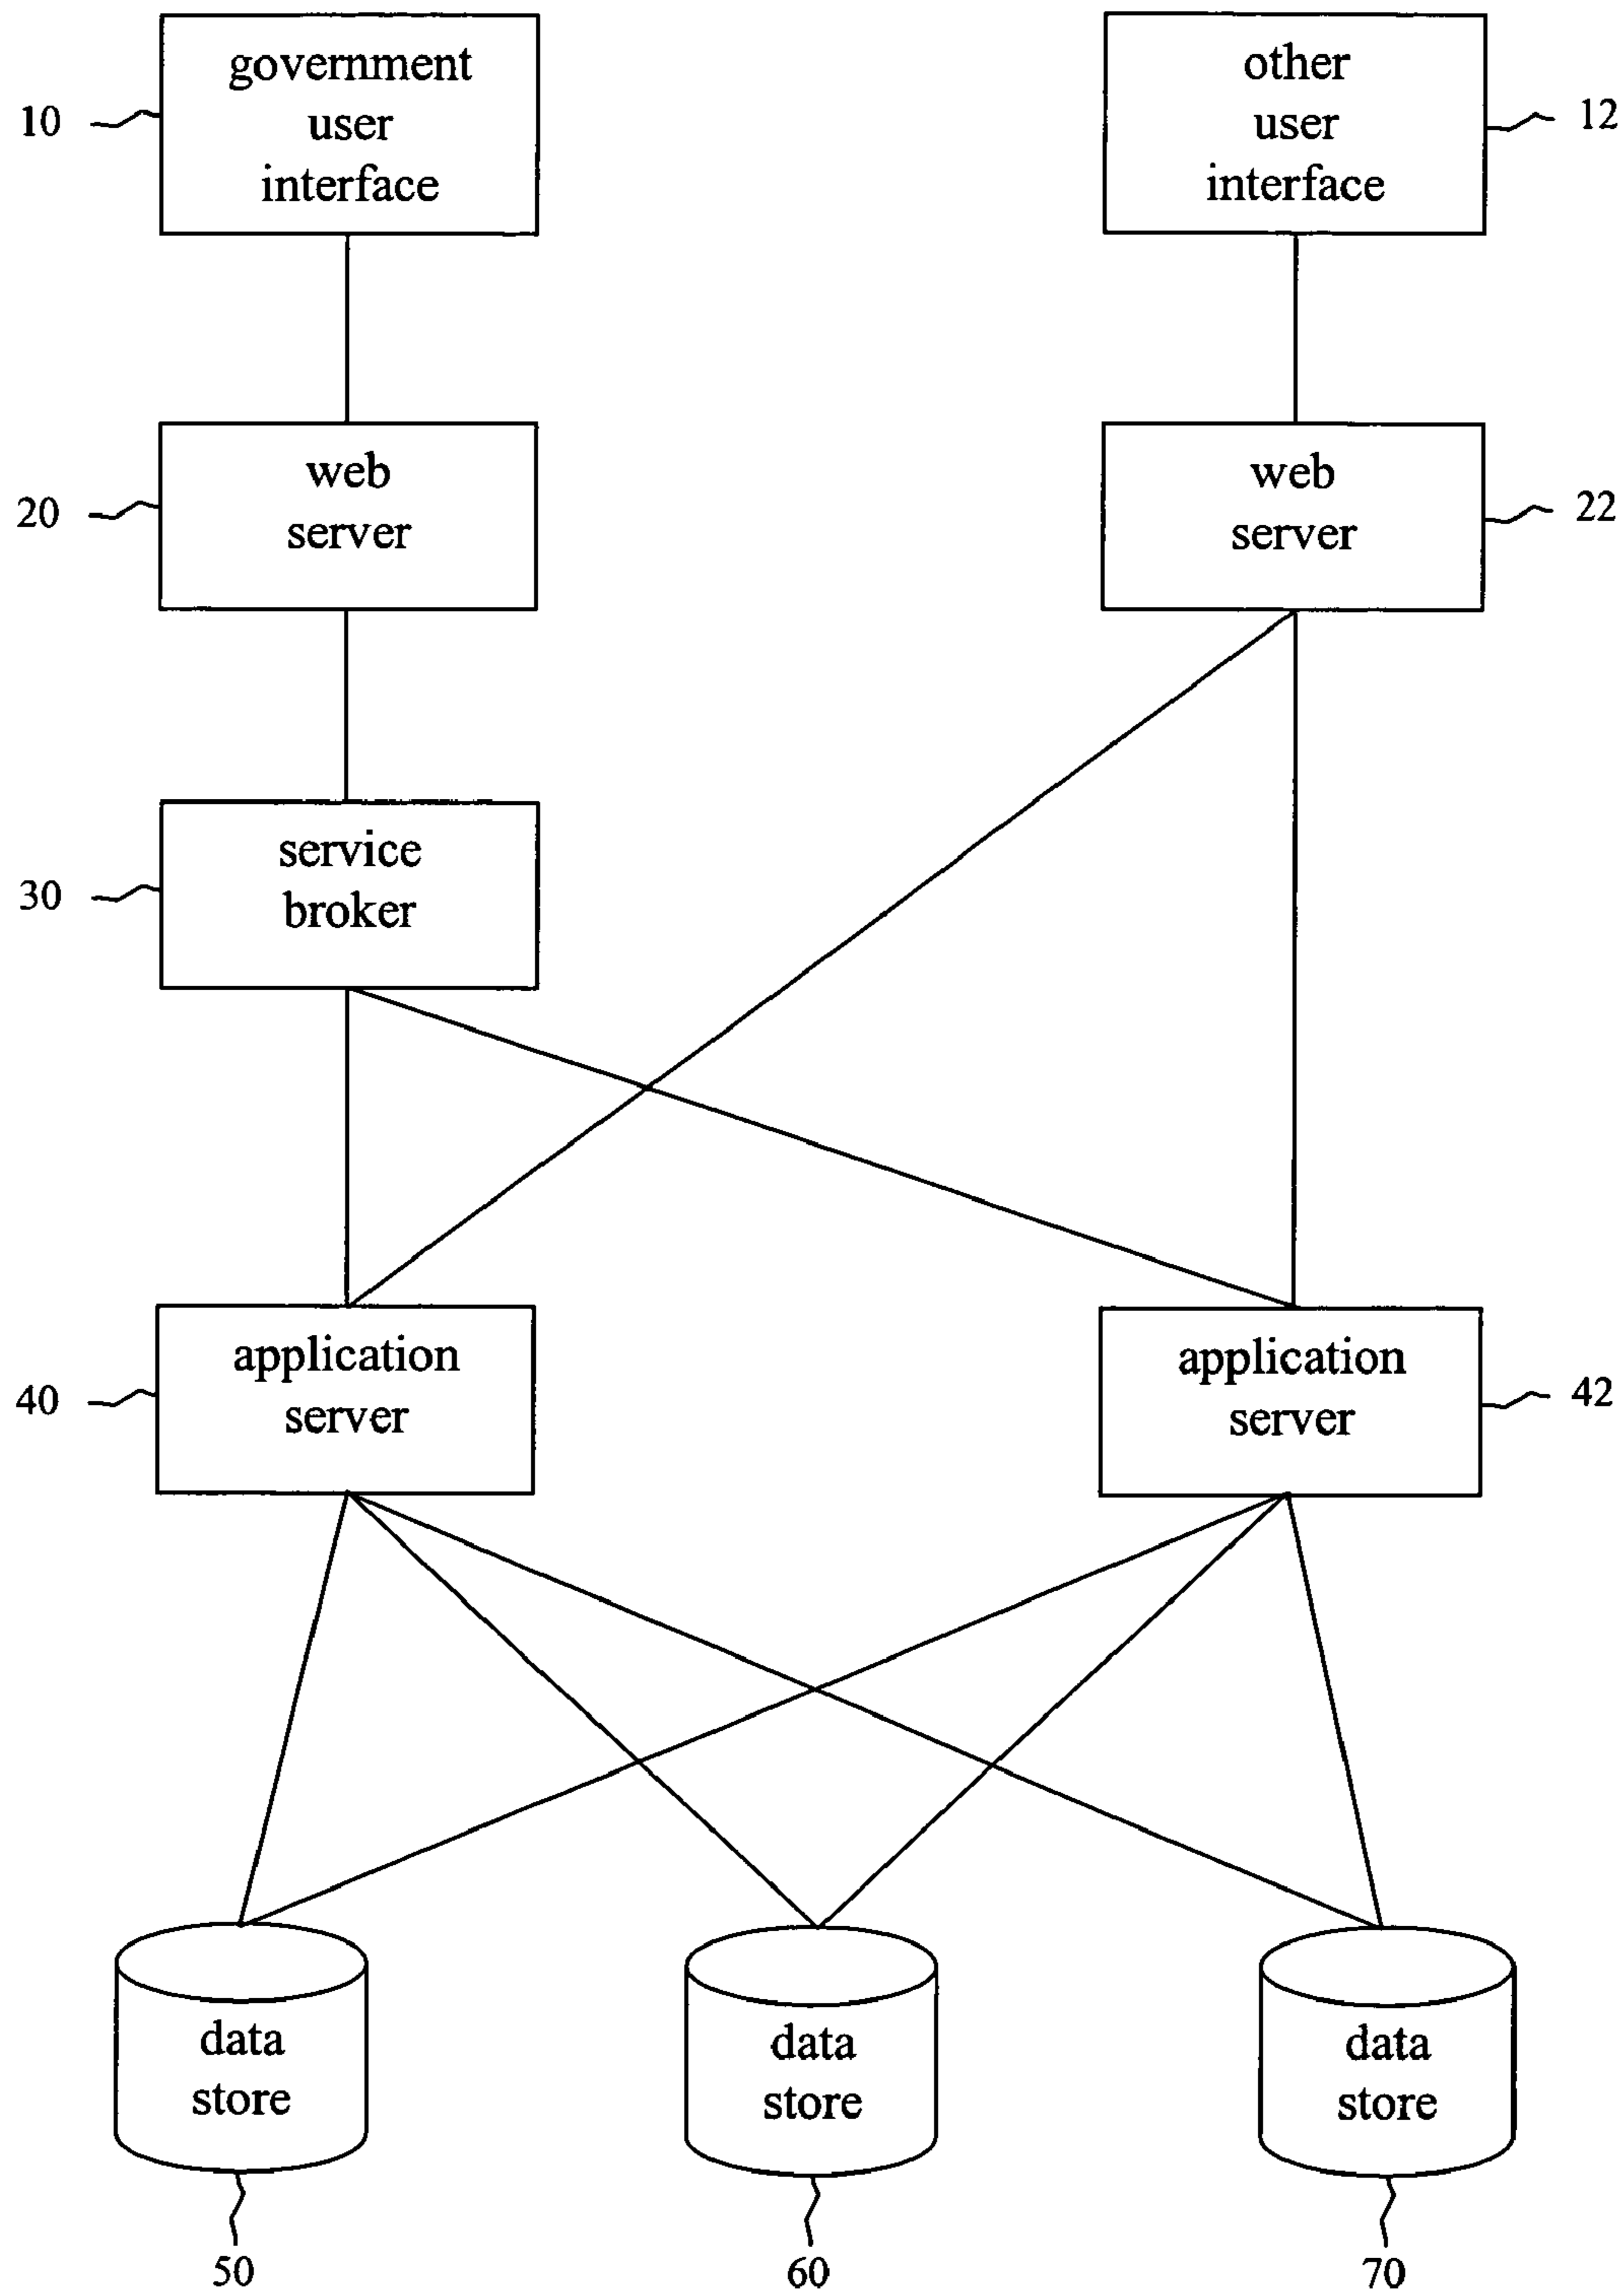 government
user
interface
10
other
user
interface
12
web
server
20
web
server
22
service
broker
30
application
server
40
application
server
42
data
store
data
store
data
store
50
60
70